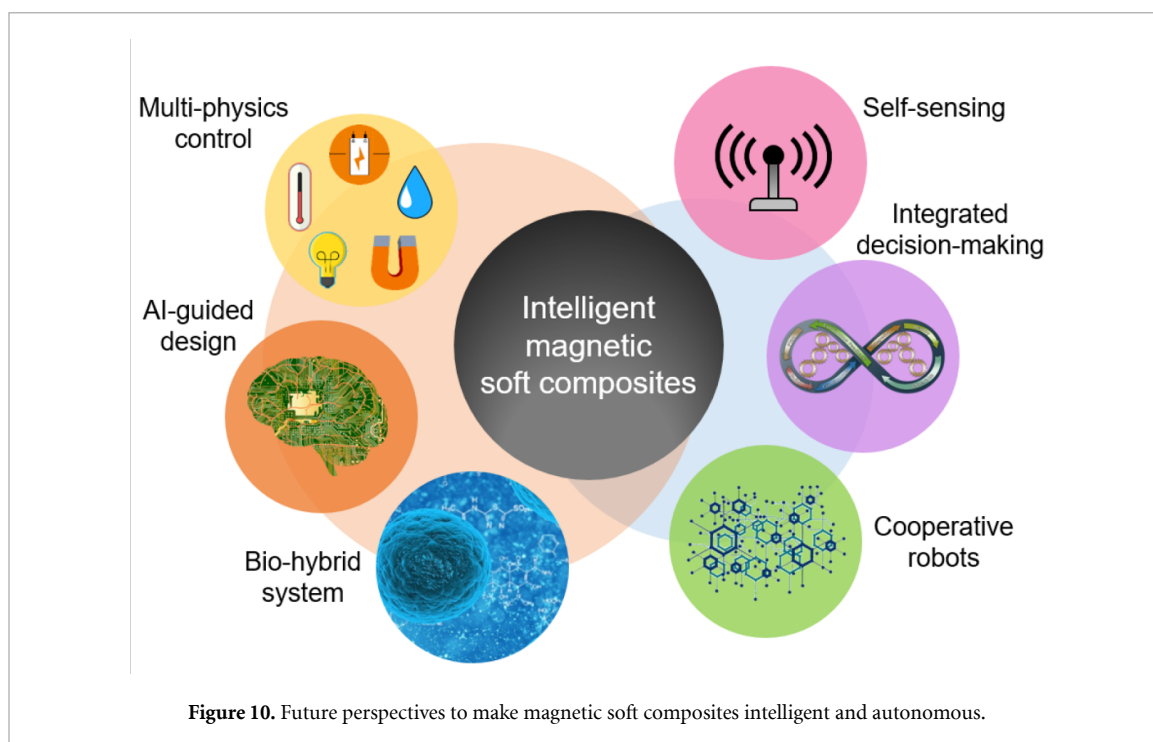 Multi-physics
control
Self-sensing
Integrated
decision-making
AI-guided
design
Intelligent
magnetic
soft composites
Bio-hybrid
system
Cooperative
robots
Figure 10. Future perspectives to make magnetic soft composites intelligent and autonomous.